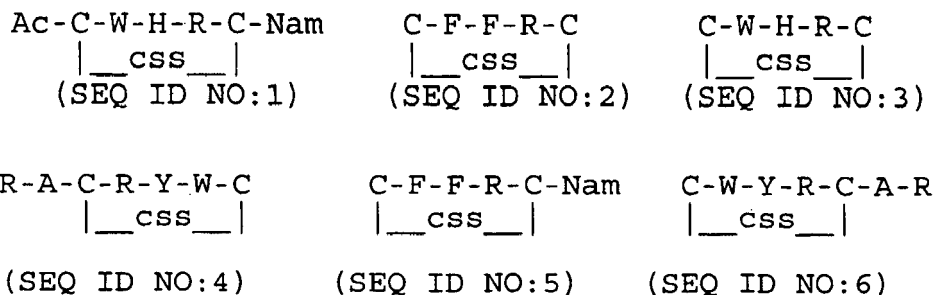 Ac-C-W-H-R-C-Nam C-F-F-R-C C-W-H-R-C
|__css__| |__css__| |__css__|
(SEQ ID NO:1) (SEQ ID NO:2) (SEQ ID NO:3)
R-A-C-R-Y-W-C C-F-F-R-C-Nam C-W-Y-R-C-A-R
|__css__| |__css__| |__css__|
(SEQ ID NO:4) (SEQ ID NO:5) (SEQ ID NO:6)